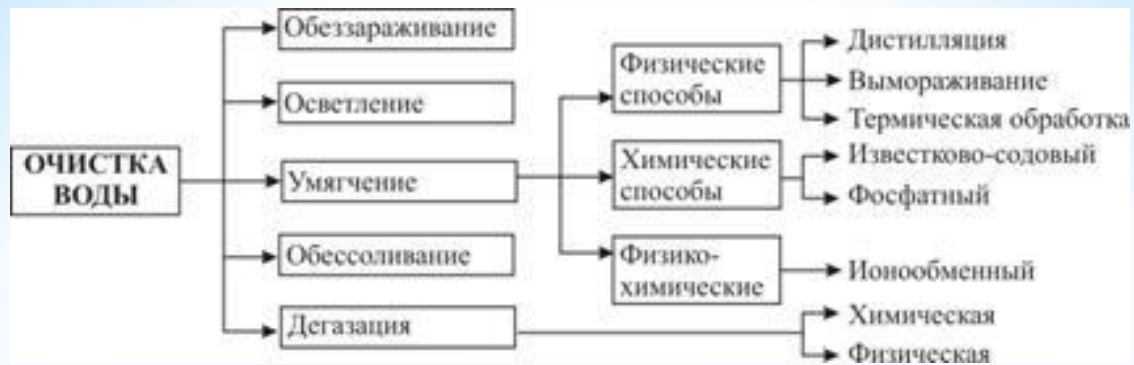 ОЧИСТКА
ВОДЫ
Обеззараживание
Осветление
Умягчение
Обессоливание
Дегазация
Физические
способы
Химические
способы
Физико-
химические
Дистилляция
Вымораживание
Термическая обработка
Известково-содовый
Фосфатный
Ионообменный
Химическая
Физическая